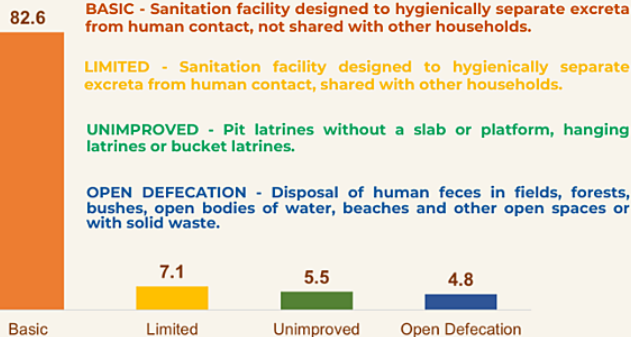 82.6
BASIC - Sanitation facility designed to hygienically separate excreta
from human contact, not shared with other households.
LIMITED - Sanitation facility designed to hygienically separate
excreta from human contact, shared with other households.
UNIMPROVED - Pit latrines without a slab or platform, hanging
latrines or bucket latrines.
OPEN DEFECATION - Disposal of human feces in fields, forests,
bushes, open bodies of water, beaches and other open spaces or
with solid waste.
7.1
5.5
4.8
Basic
Limited
Unimproved
Open Defecation